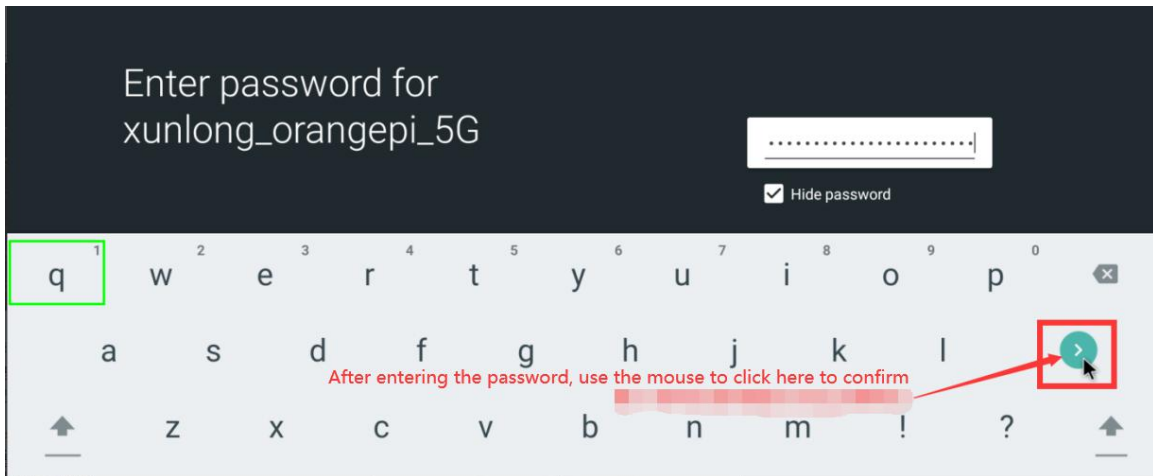 Enter password for
xunlong_orangepi_5G
Hide password
1 2 3 4 5 6 7 8 9 0
q w e r t y u i o p
a s d f g h j k l
After entering the password, use the mouse to click here to confirm
z x c v b n m ! ?